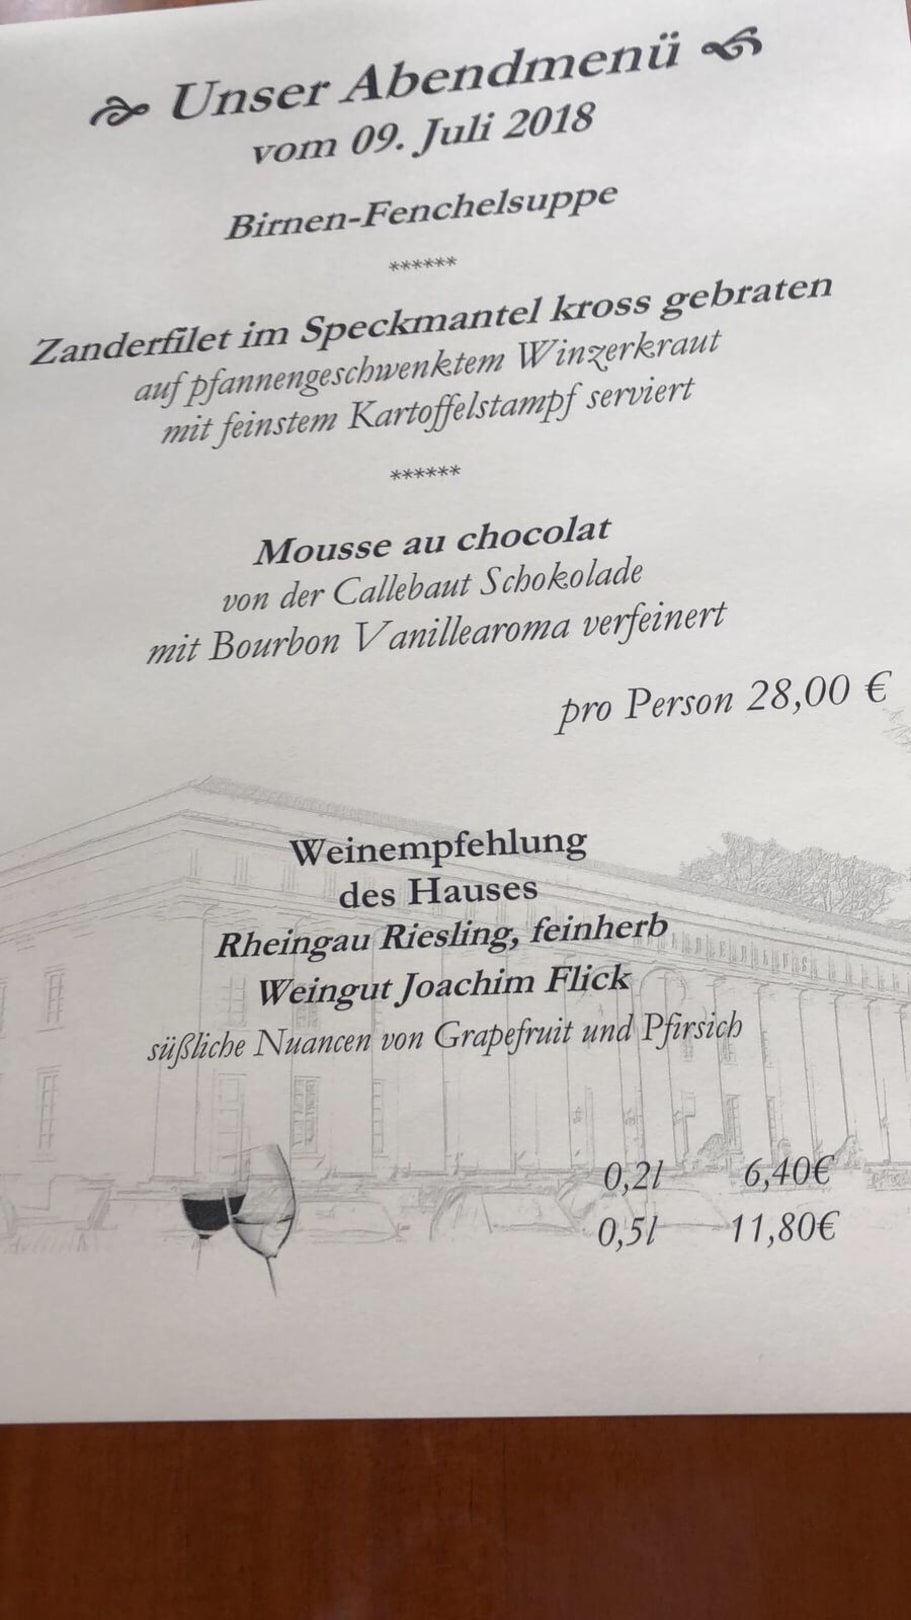 Unser Abendmenü
vom 09. Juli 2018
Birnen-Fenchelsuppe
******
Zanderfilet im Speckmantel kross gebraten
auf pfannengeschwenktem Winzerkraut
mit feinstem Kartoffelstampf serviert
******
Mousse au chocolat
von der Callebaut Schokolade
mit Bourbon Vanillearoma verfeinert
pro Person 28,00 €
Weinempfehlung
des Hauses
Rheingau Riesling, feinherb
Weingut Joachim Flick
süßliche Nuancen von Grapefruit und Pfirsich
0,2l 6,40€
0,5l 11,80€